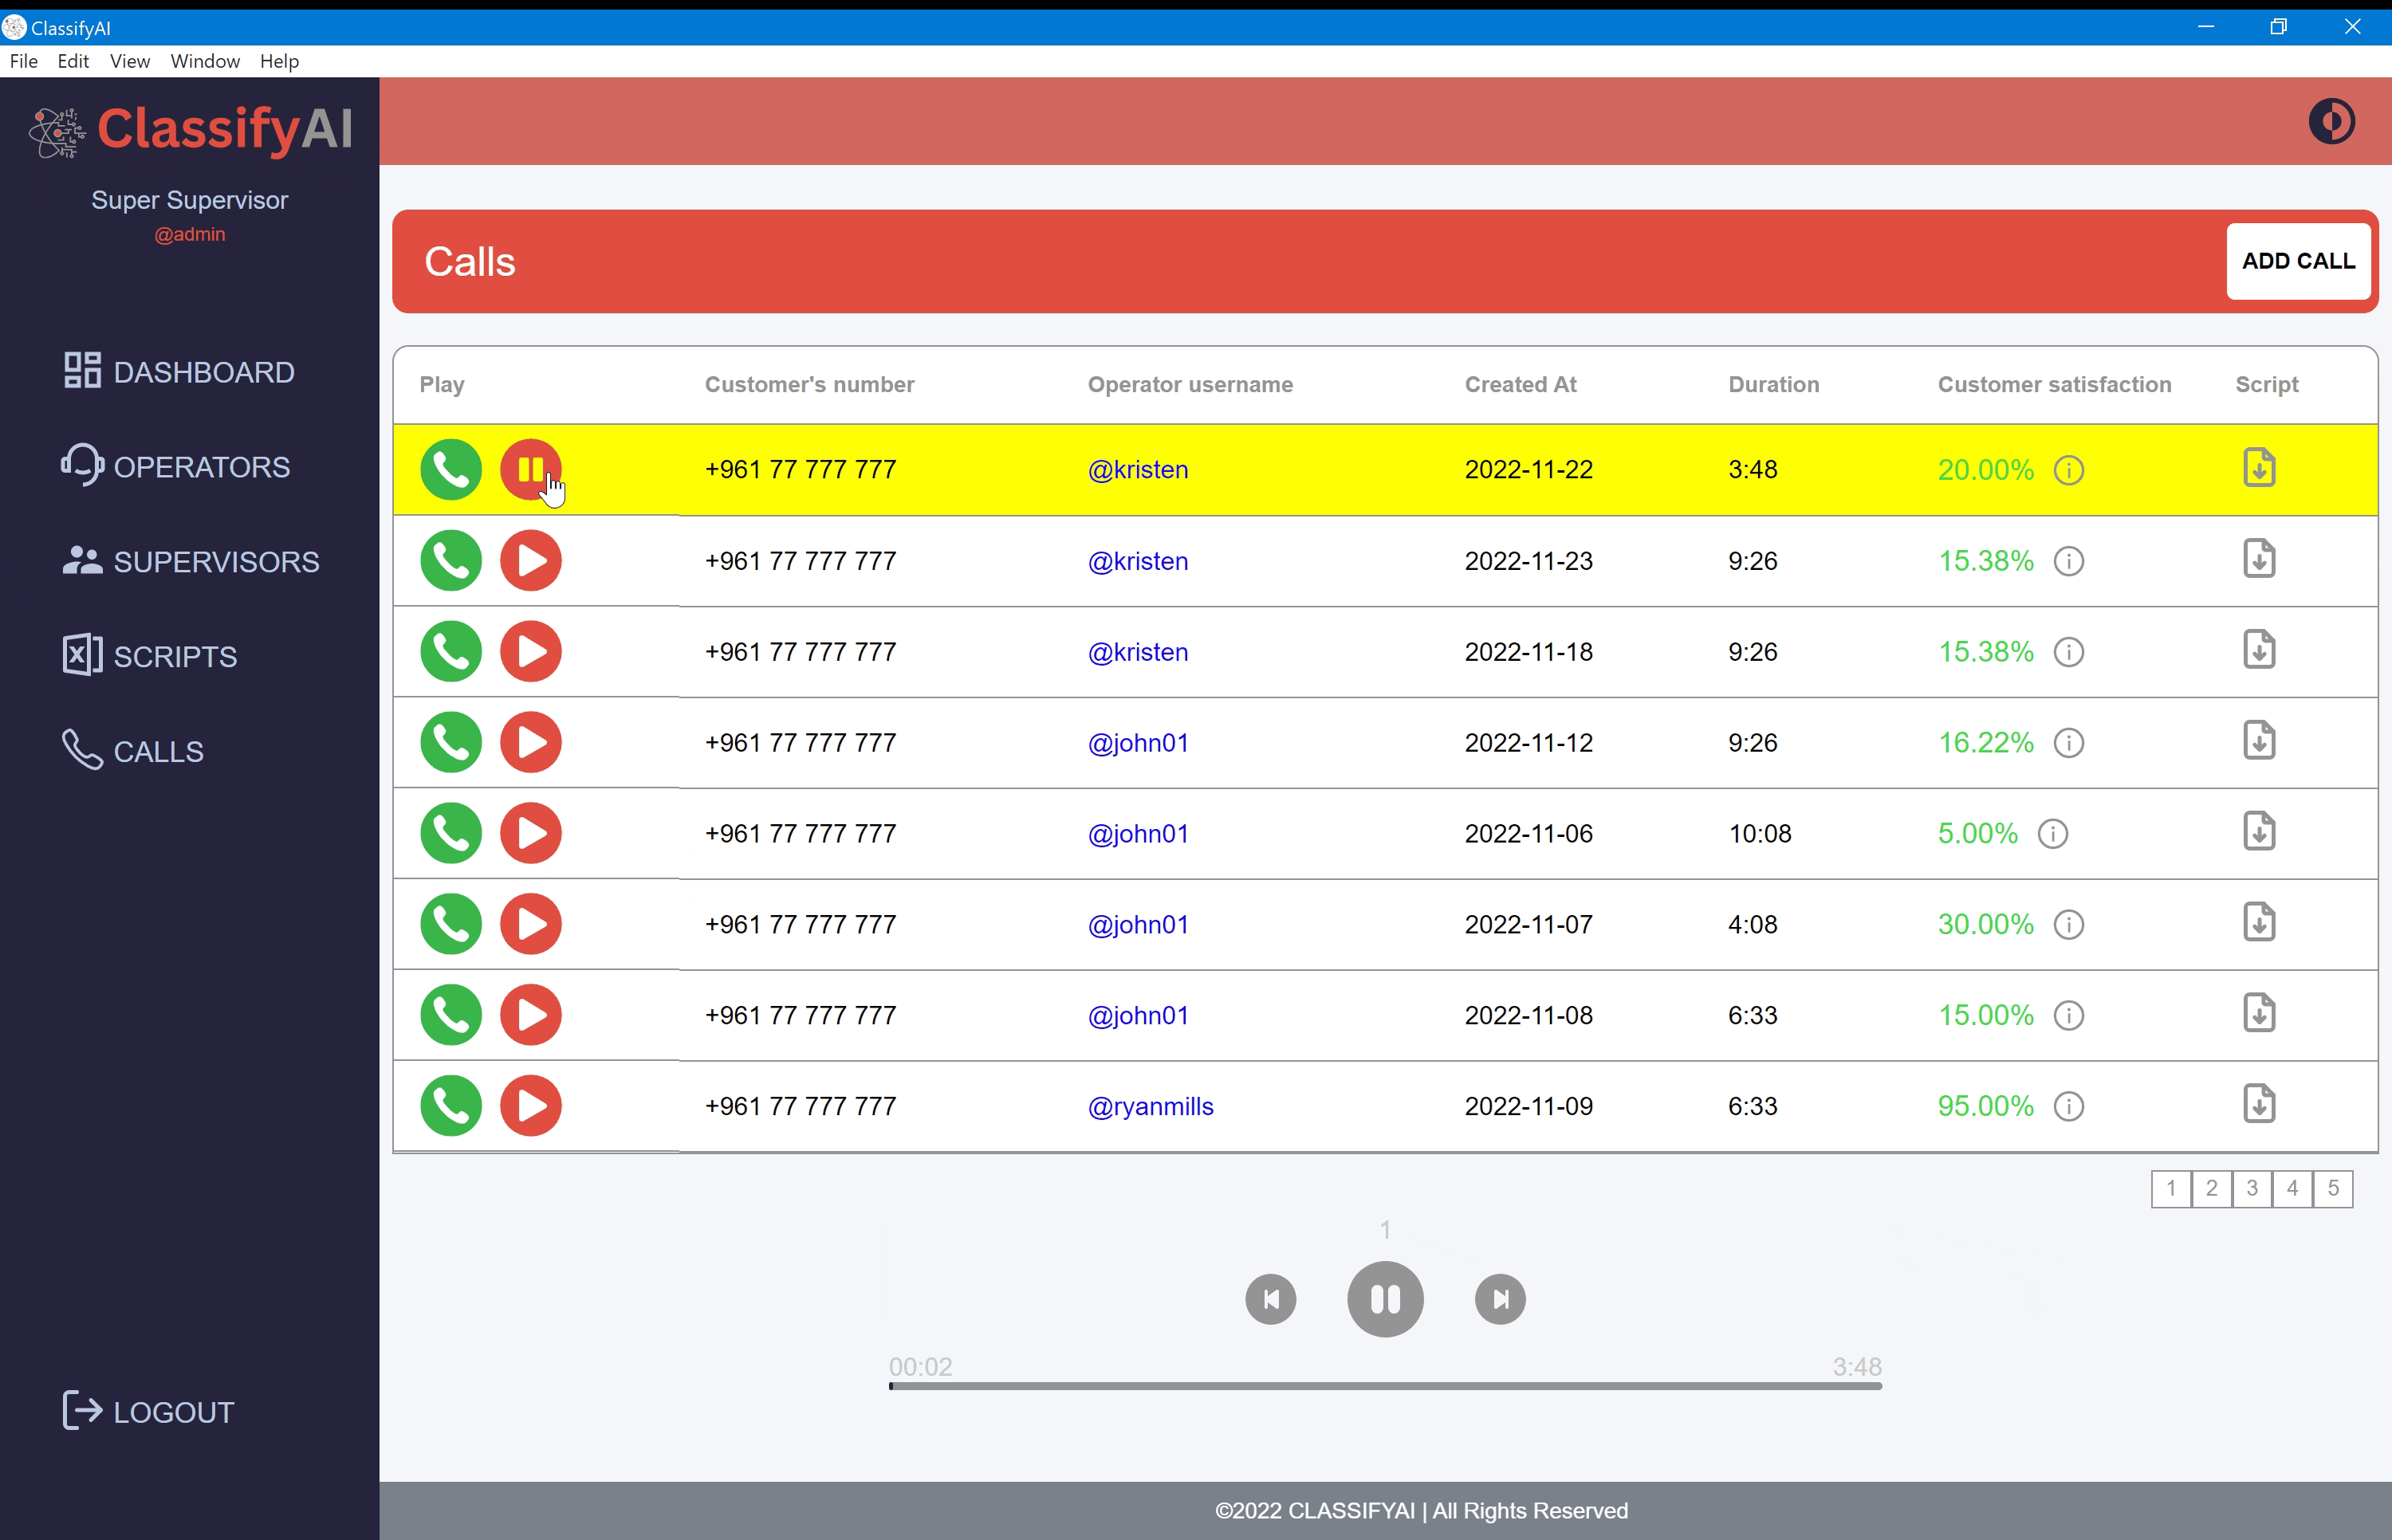 ClassifyAI
File Edit View Window Help
ClassifyAI
Super Supervisor
@admin
DASHBOARD
OPERATORS
SUPERVISORS
SCRIPTS
CALLS
LOGOUT
Calls ADD CALL
Play Customer's number Operator username Created At Duration Customer satisfaction Script
+961 77 777 777 @kristen 2022-11-22 3:48 20.00%
+961 77 777 777 @kristen 2022-11-23 9:26 15.38%
+961 77 777 777 @kristen 2022-11-18 9:26 15.38%
+961 77 777 777 @john01 2022-11-12 9:26 16.22%
+961 77 777 777 @john01 2022-11-06 10:08 5.00%
+961 77 777 777 @john01 2022-11-07 4:08 30.00%
+961 77 777 777 @john01 2022-11-08 6:33 15.00%
+961 77 777 777 @ryanmills 2022-11-09 6:33 95.00%
1 2 3 4 5
1
00:02 3:48
©2022 CLASSIFYAI | All Rights Reserved